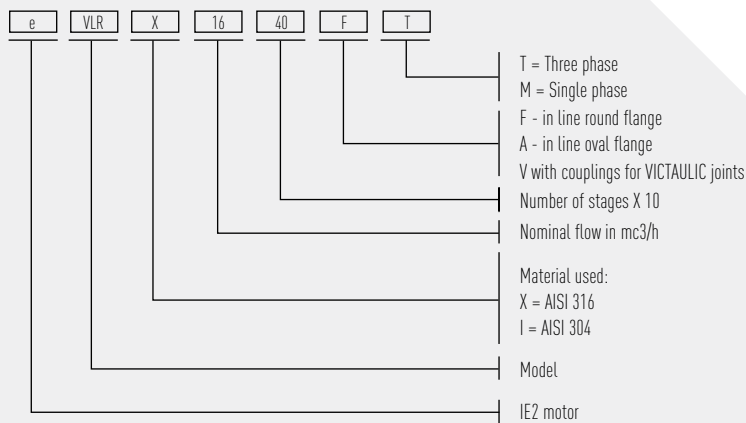 e VLR X 16 40 F T
T = Three phase
M = Single phase
F - in line round flange
A - in line oval flange
V with couplings for VICTAULIC joints
Number of stages X 10
Nominal flow in mc3/h
Material used:
X = AISI 316
I = AISI 304
Model
IE2 motor